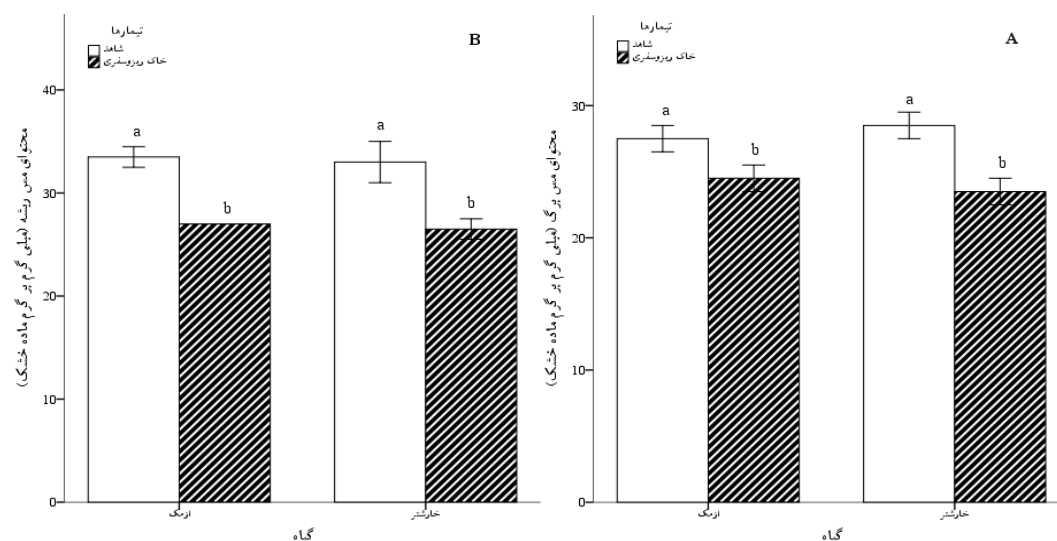 A
تیمارها
شاهد
خاک ریزوسفری
محتوای مس برگ (میلی گرم بر گرم ماده خشک)
30
20
10
0
a
b
a
b
ازمک
خارشتر
گیاه
B
تیمارها
شاهد
خاک ریزوسفری
محتوای مس ریشه (میلی گرم بر گرم ماده خشک)
40
30
20
10
0
a
b
a
b
ازمک
خارشتر
گیاه